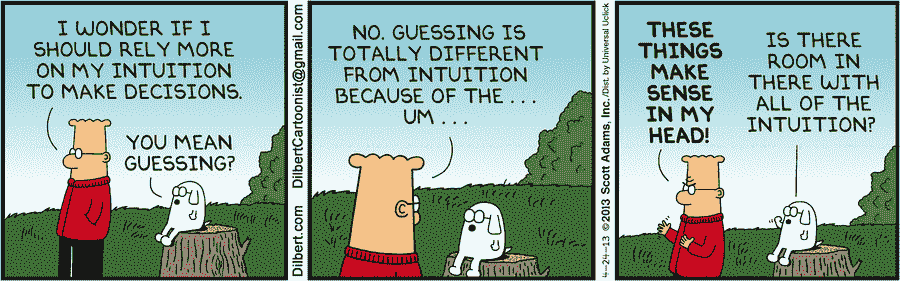 I WONDER IF I
SHOULD RELY MORE
ON MY INTUITION
TO MAKE DECISIONS.
YOU MEAN
GUESSING?
Dilbert.com DilbertCartoonist@gmail.com
NO. GUESSING IS
TOTALLY DIFFERENT
FROM INTUITION
BECAUSE OF THE ...
UM ...
4-24-13 © 2013 Scott Adams, Inc. /Dist. by Universal Uclick
THESE
THINGS
MAKE
SENSE
IN MY
HEAD!
IS THERE
ROOM IN
THERE WITH
ALL OF THE
INTUITION?